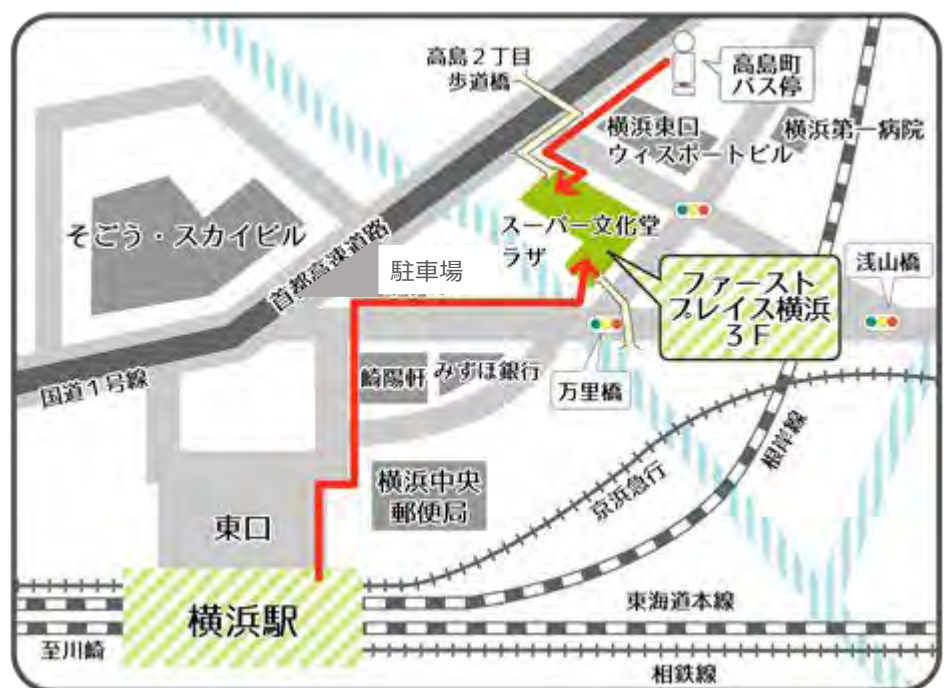 高島2丁目
歩道橋
高島町
バス停
横浜東口
ウィスポートビル
横浜第一病院
そごう・スカイビル
首都高速道路
駐車場
スーパー文化堂
ラザ
ファースト
プレイス横浜
3F
浅山橋
国道1号線
崎陽軒
みずほ銀行
万里橋
横浜中央
郵便局
京浜急行
根岸線
東口
横浜駅
東海道本線
至川崎
相鉄線